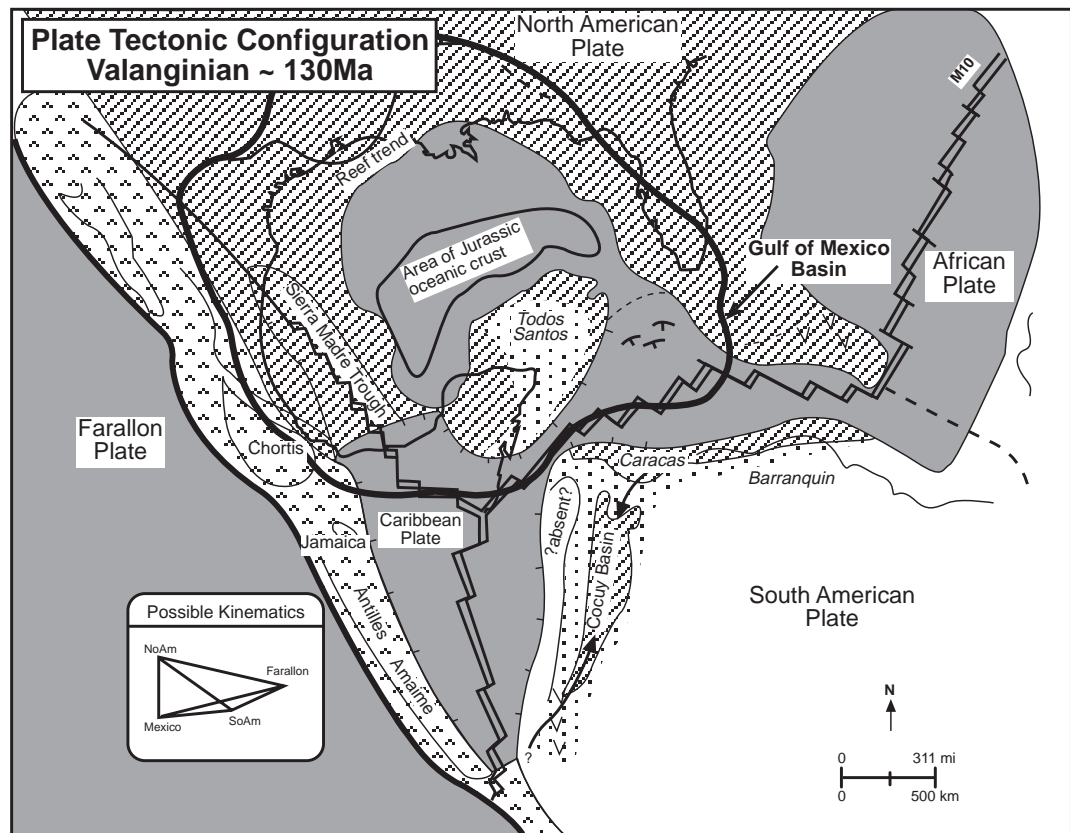 Plate Tectonic Configuration
Valanginian ~ 130Ma
North American
Plate
M10
Reef trend
Area of Jurassic
oceanic crust
Gulf of Mexico
Basin
African
Plate
Sierra Madre Trough
Todos
Santos
Farallon
Plate
Chortis
Caracas
Barranquin
Caribbean
Plate
?absent?
Jamaica
Cocuy Basin
South American
Plate
Antilles
Amaime
Possible Kinematics
NoAm
Farallon
Mexico
SoAm
?
N
0 311 mi
0 500 km